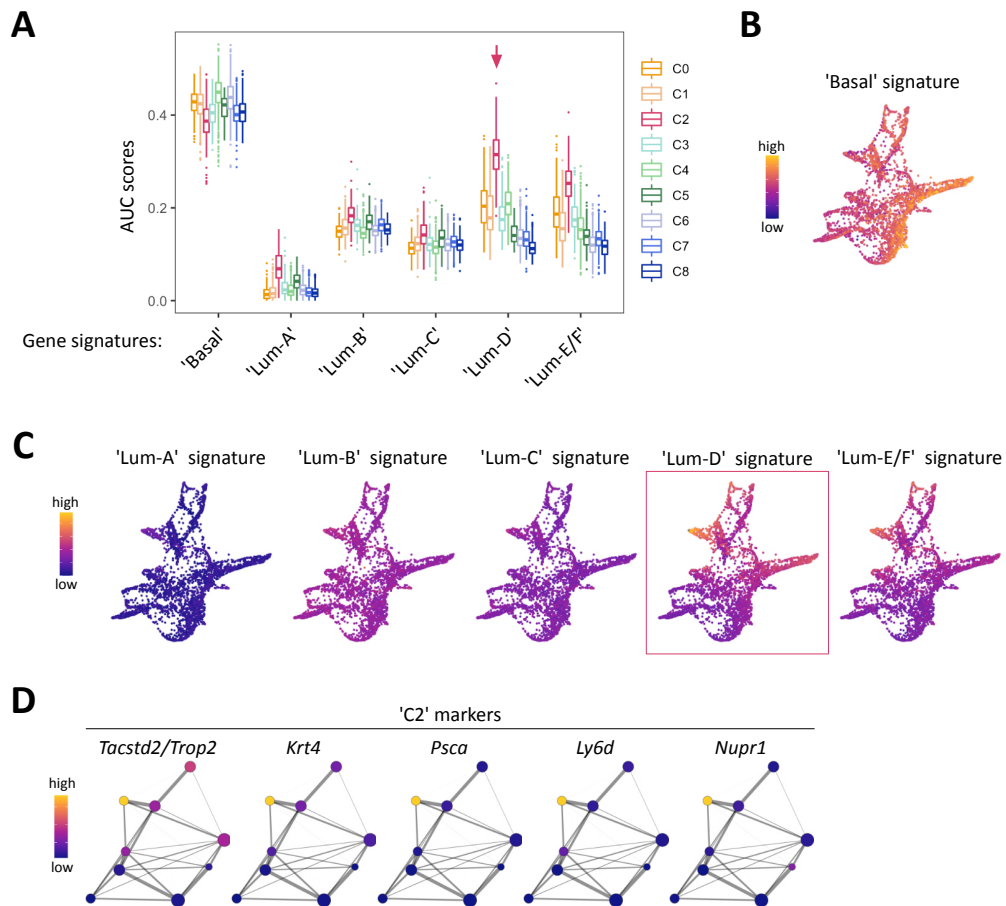 A
AUC scores
0.4
0.2
0.0
C0
C1
C2
C3
C4
C5
C6
C7
C8
Gene signatures:
'Basal'
'Lum-A'
'Lum-B'
'Lum-C'
'Lum-D'
'Lum-E/F'
B
'Basal' signature
high
low
C
'Lum-A' signature
'Lum-B' signature
'Lum-C' signature
'Lum-D' signature
'Lum-E/F' signature
high
low
D
'C2' markers
Tacstd2/Trop2
Krt4
Psca
Ly6d
Nupr1
high
low